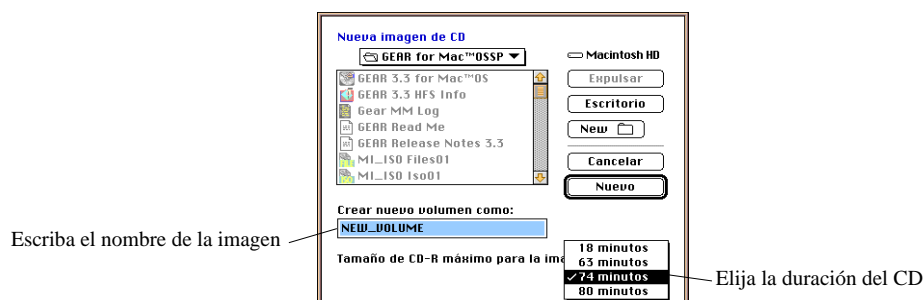 Nueva imagen de CD
GEAR for Mac™OSSP
Macintosh HD
GEAR 3.3 for Mac™OS
GEAR 3.3 HFS Info
Gear MM Log
GEAR Read Me
GEAR Release Notes 3.3
MI_ISO Files01
MI_ISO Iso01
Expulsar
Escritorio
New
Cancelar
Nuevo
Crear nuevo volumen como:
NEW_VOLUME
Escriba el nombre de la imagen
Tamaño de CD-R máximo para la ima
18 minutos
63 minutos
✓74 minutos
80 minutos
Elija la duración del CD